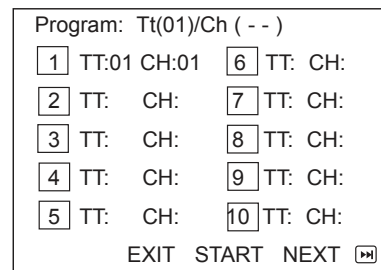 Program: Tt(01)/Ch ( - - )
1 TT:01 CH:01 6 TT: CH:
2 TT: CH: 7 TT: CH:
3 TT: CH: 8 TT: CH:
4 TT: CH: 9 TT: CH:
5 TT: CH: 10 TT: CH:
EXIT START NEXT